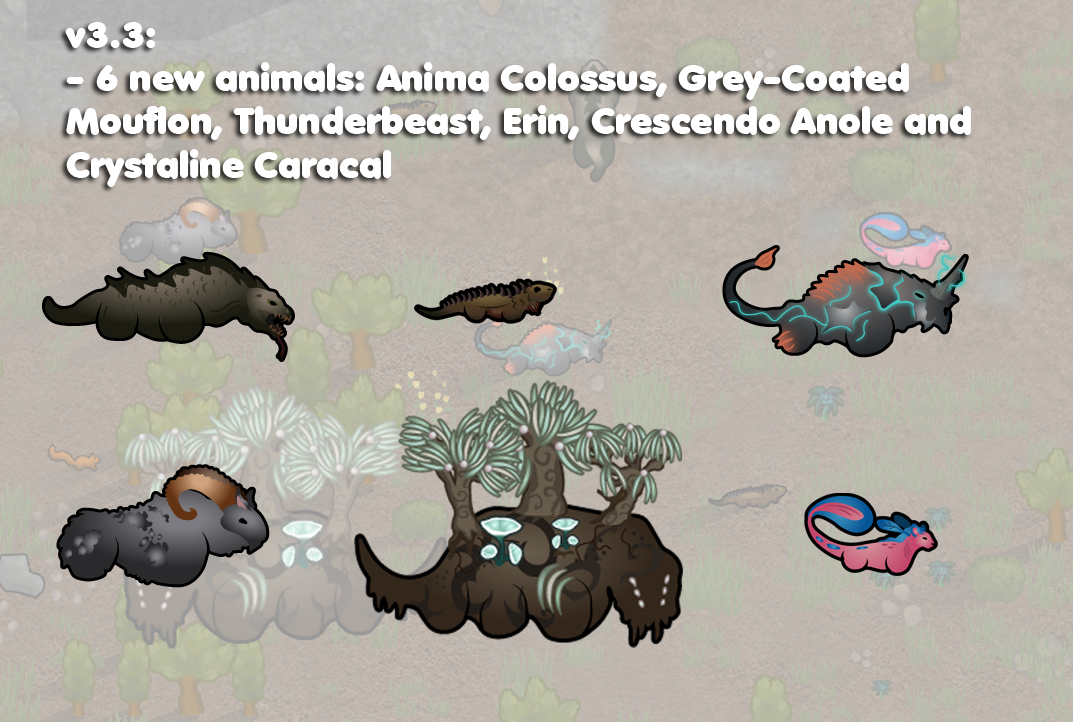 v3.3:
- 6 new animals: Anima Colossus, Grey-Coated
Mouflon, Thunderbeast, Erin, Crescendo Anole and
Crystaline Caracal